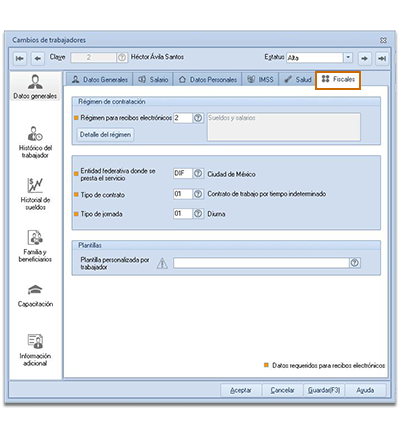 Cambios de trabajadores
Clave 2 Héctor Ávila Santos Estatus Alta
Datos generales
Histórico del trabajador
Historial de sueldos
Familia y beneficiarios
Capacitación
Información adicional
Datos Generales Salario Datos Personales IMSS Salud Fiscales
Régimen de contratación
Régimen para recibos electrónicos 2 Sueldos y salarios
Detalle del régimen
Entidad federativa donde se
presta el servicio DIF Ciudad de México
Tipo de contrato 01 Contrato de trabajo por tiempo indeterminado
Tipo de jornada 01 Diurna
Plantillas
Plantilla personalizada por
trabajador
Datos requeridos para recibos electrónicos
Aceptar Cancelar Guardar(F3) Ayuda